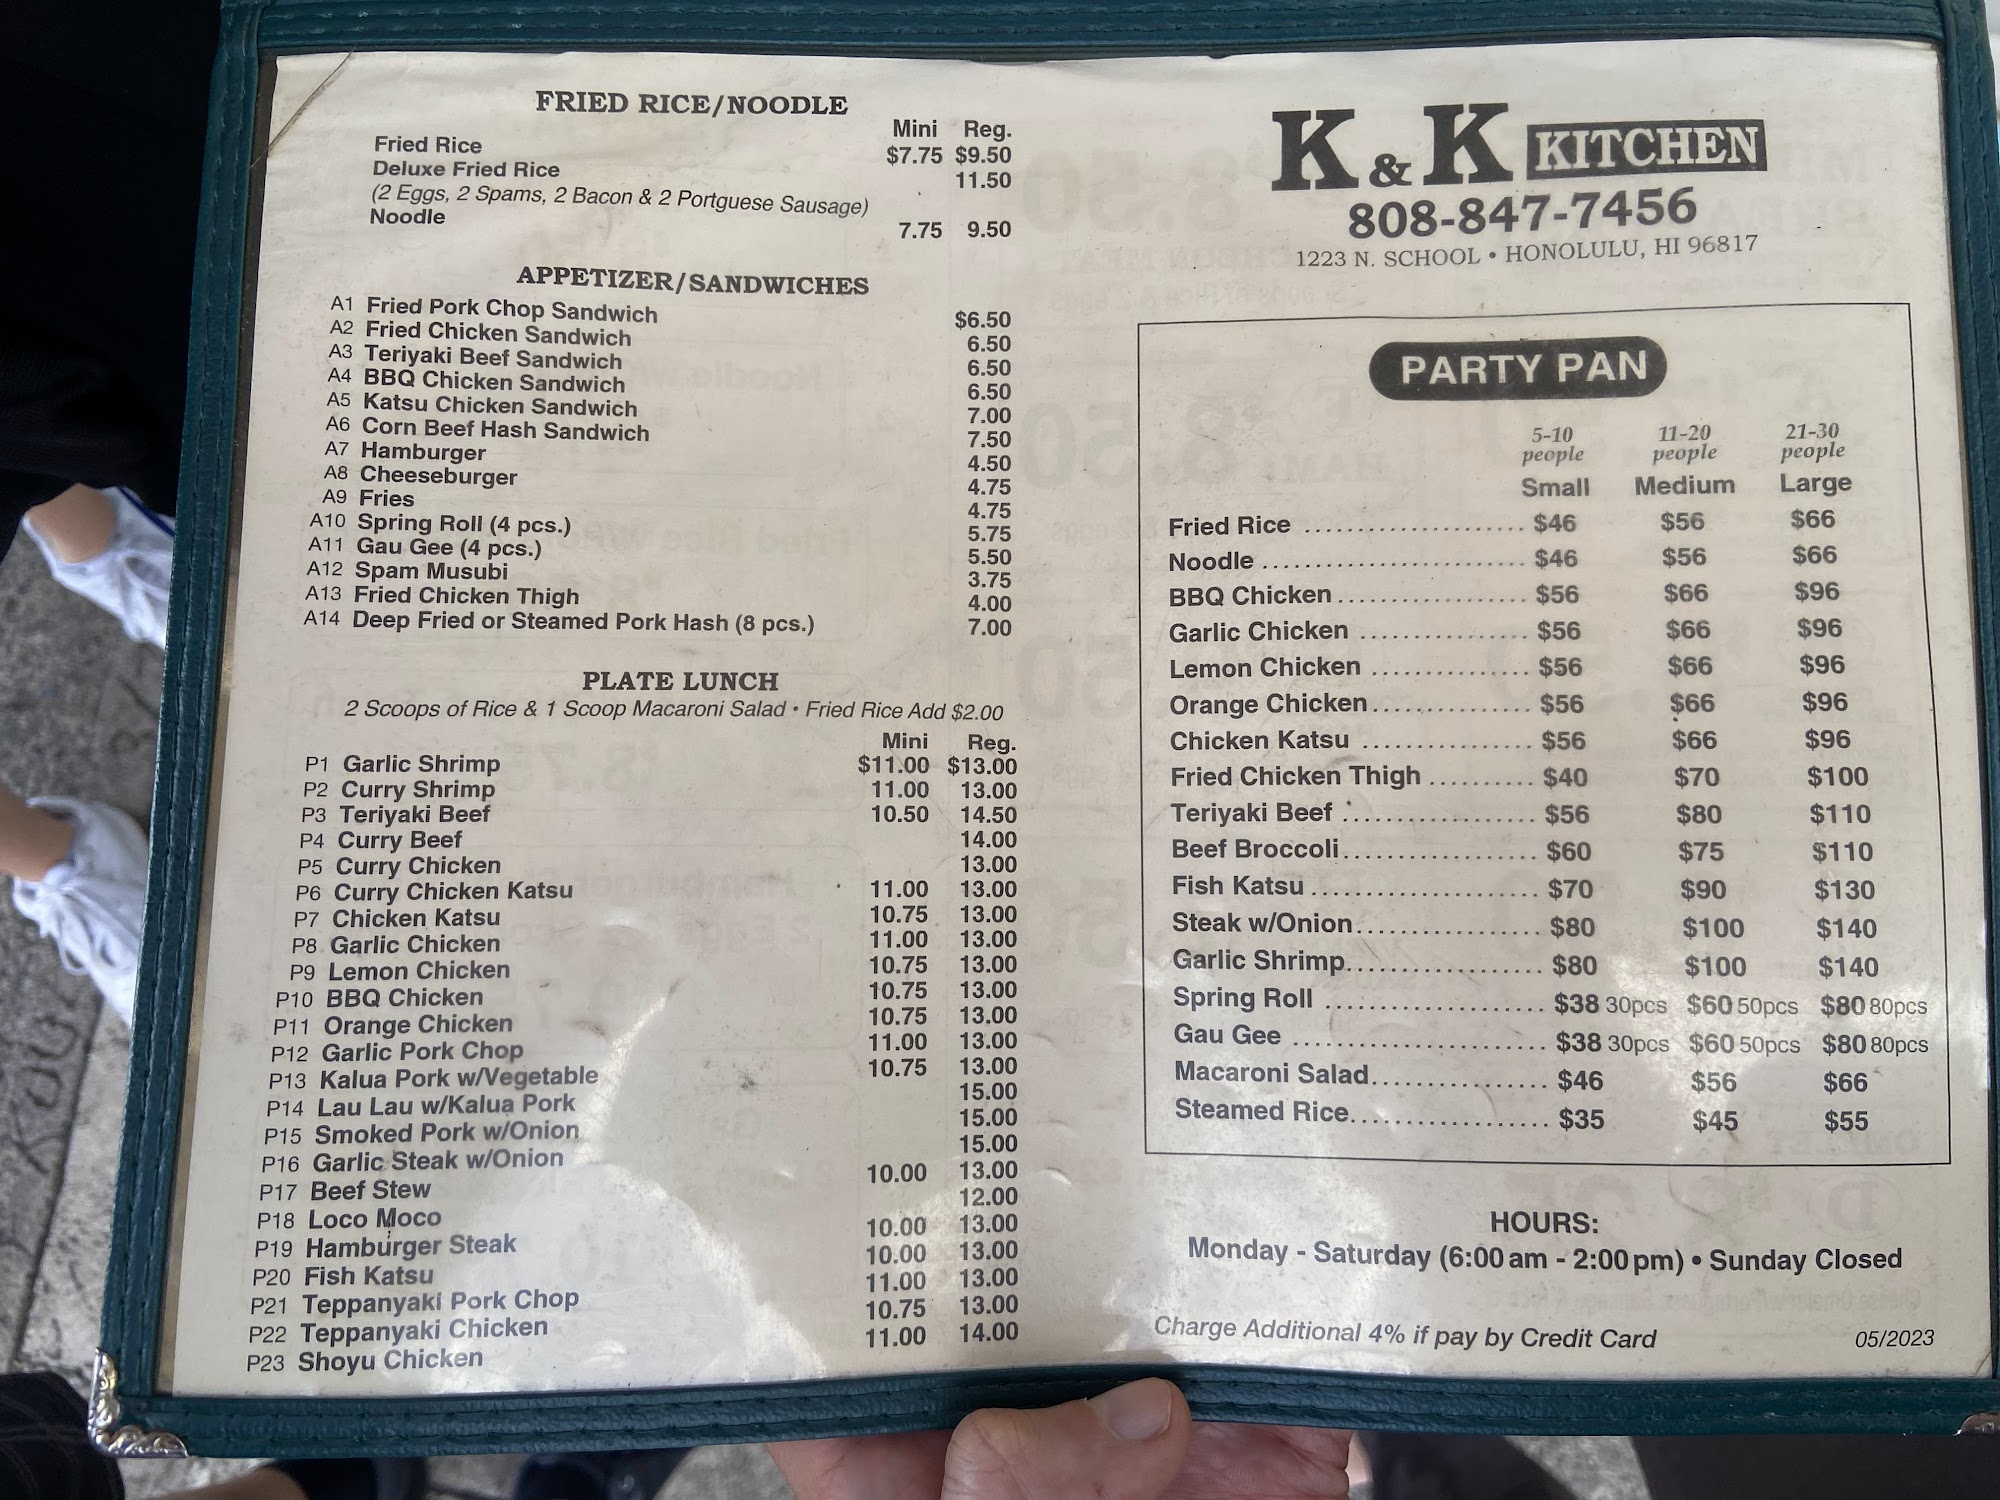 FRIED RICE/NOODLE
Mini Reg.
Fried Rice $7.75 $9.50
Deluxe Fried Rice 11.50
(2 Eggs, 2 Spams, 2 Bacon & 2 Portguese Sausage)
Noodle 7.75 9.50
APPETIZER/SANDWICHES
A1 Fried Pork Chop Sandwich $6.50
A2 Fried Chicken Sandwich 6.50
A3 Teriyaki Beef Sandwich 6.50
A4 BBQ Chicken Sandwich 6.50
A5 Katsu Chicken Sandwich 7.00
A6 Corn Beef Hash Sandwich 7.50
A7 Hamburger 4.50
A8 Cheeseburger 4.75
A9 Fries 4.75
A10 Spring Roll (4 pcs.) 5.75
A11 Gau Gee (4 pcs.) 5.50
A12 Spam Musubi 3.75
A13 Fried Chicken Thigh 4.00
A14 Deep Fried or Steamed Pork Hash (8 pcs.) 7.00
PLATE LUNCH
2 Scoops of Rice & 1 Scoop Macaroni Salad • Fried Rice Add $2.00
Mini Reg.
P1 Garlic Shrimp $11.00 $13.00
P2 Curry Shrimp 11.00 13.00
P3 Teriyaki Beef 10.50 14.50
P4 Curry Beef 14.00
P5 Curry Chicken 13.00
P6 Curry Chicken Katsu 11.00 13.00
P7 Chicken Katsu 10.75 13.00
P8 Garlic Chicken 11.00 13.00
P9 Lemon Chicken 10.75 13.00
P10 BBQ Chicken 10.75 13.00
P11 Orange Chicken 10.75 13.00
P12 Garlic Pork Chop 11.00 13.00
P13 Kalua Pork w/Vegetable 10.75 13.00
P14 Lau Lau w/Kalua Pork 15.00
P15 Smoked Pork w/Onion 15.00
P16 Garlic Steak w/Onion 15.00
P17 Beef Stew 10.00 13.00
P18 Loco Moco 12.00
P19 Hamburger Steak 10.00 13.00
P20 Fish Katsu 10.00 13.00
P21 Teppanyaki Pork Chop 11.00 13.00
P22 Teppanyaki Chicken 10.75 13.00
P23 Shoyu Chicken 11.00 14.00
K & K KITCHEN
808-847-7456
1223 N. SCHOOL • HONOLULU, HI 96817
PARTY PAN
5-10 people 11-20 people 21-30 people
Small Medium Large
Fried Rice ...................... $46 $56 $66
Noodle .......................... $46 $56 $66
BBQ Chicken................... $56 $66 $96
Garlic Chicken ................. $56 $66 $96
Lemon Chicken ................ $56 $66 $96
Orange Chicken................ $56 $66 $96
Chicken Katsu ................. $56 $66 $96
Fried Chicken Thigh .......... $40 $70 $100
Teriyaki Beef ................... $56 $80 $110
Beef Broccoli.................... $60 $75 $110
Fish Katsu ....................... $70 $90 $130
Steak w/Onion................... $80 $100 $140
Garlic Shrimp.................... $80 $100 $140
Spring Roll ...................... $38 30pcs $60 50pcs $80 80pcs
Gau Gee ......................... $38 30pcs $60 50pcs $80 80pcs
Macaroni Salad.................. $46 $56 $66
Steamed Rice.................... $35 $45 $55
HOURS:
Monday - Saturday (6:00 am - 2:00 pm) • Sunday Closed
Charge Additional 4% if pay by Credit Card 05/2023